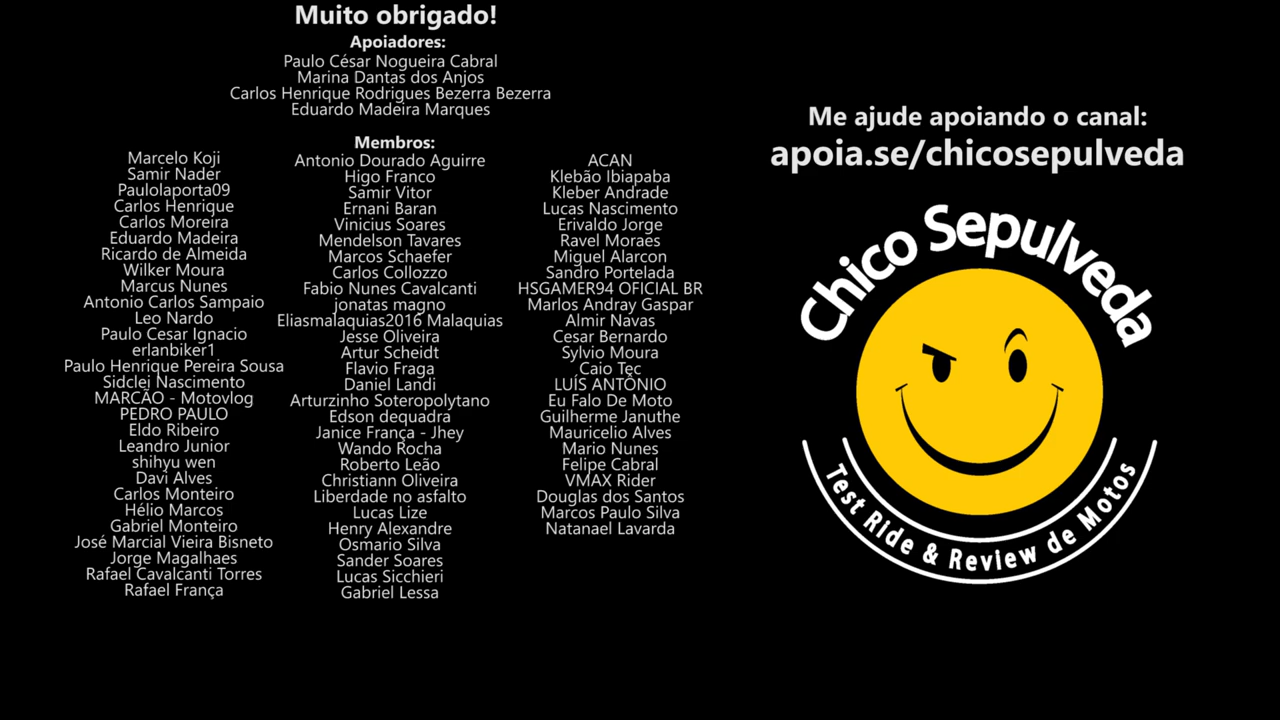 Muito obrigado!
Apoiadores:
Paulo César Nogueira Cabral
Marina Dantas dos Anjos
Carlos Henrique Rodrigues Bezerra Bezerra
Eduardo Madeira Marques
Membros:
Marcelo Koji
Samir Nader
Paulolaporta09
Carlos Henrique
Carlos Moreira
Eduardo Madeira
Ricardo de Almeida
Wilker Moura
Marcus Nunes
Antonio Carlos Sampaio
Leo Nardo
Paulo Cesar Ignacio
erlanbiker1
Paulo Henrique Pereira Sousa
Sidclei Nascimento
MARCÃO - Motovlog
PEDRO PAULO
Eldo Ribeiro
Leandro Junior
shihyu wen
Davi Alves
Carlos Monteiro
Hélio Marcos
Gabriel Monteiro
José Marcial Vieira Bisneto
Jorge Magalhaes
Rafael Cavalcanti Torres
Rafael França
Antonio Dourado Aguirre
Higo Franco
Samir Vitor
Ernani Baran
Vinicius Soares
Mendelson Tavares
Marcos Schaefer
Carlos Collozzo
Fabio Nunes Cavalcanti
jonatas magno
Eliasmalaquias2016 Malaquias
Jesse Oliveira
Artur Scheidt
Flavio Fraga
Daniel Landi
Arturzinho Soteropolytano
Edson dequadra
Janice França - Jhey
Wando Rocha
Roberto Leão
Christiann Oliveira
Liberdade no asfalto
Lucas Lize
Henry Alexandre
Osmario Silva
Sander Soares
Lucas Sicchieri
Gabriel Lessa
ACAN
Klebão Ibiapaba
Kleber Andrade
Lucas Nascimento
Erivaldo Jorge
Ravel Moraes
Miguel Alarcon
Sandro Portelada
HSGAMER94 OFICIAL BR
Marlos Andray Gaspar
Almir Navas
Cesar Bernardo
Sylvio Moura
Caio Tec
LUÍS ANTÔNIO
Eu Falo De Moto
Guilherme Januthe
Mauricelio Alves
Mario Nunes
Felipe Cabral
VMAX Rider
Douglas dos Santos
Marcos Paulo Silva
Natanael Lavarda
Me ajude apoiando o canal:
apoia.se/chicosepulveda
Chico Sepulveda
Test Ride & Review de Motos